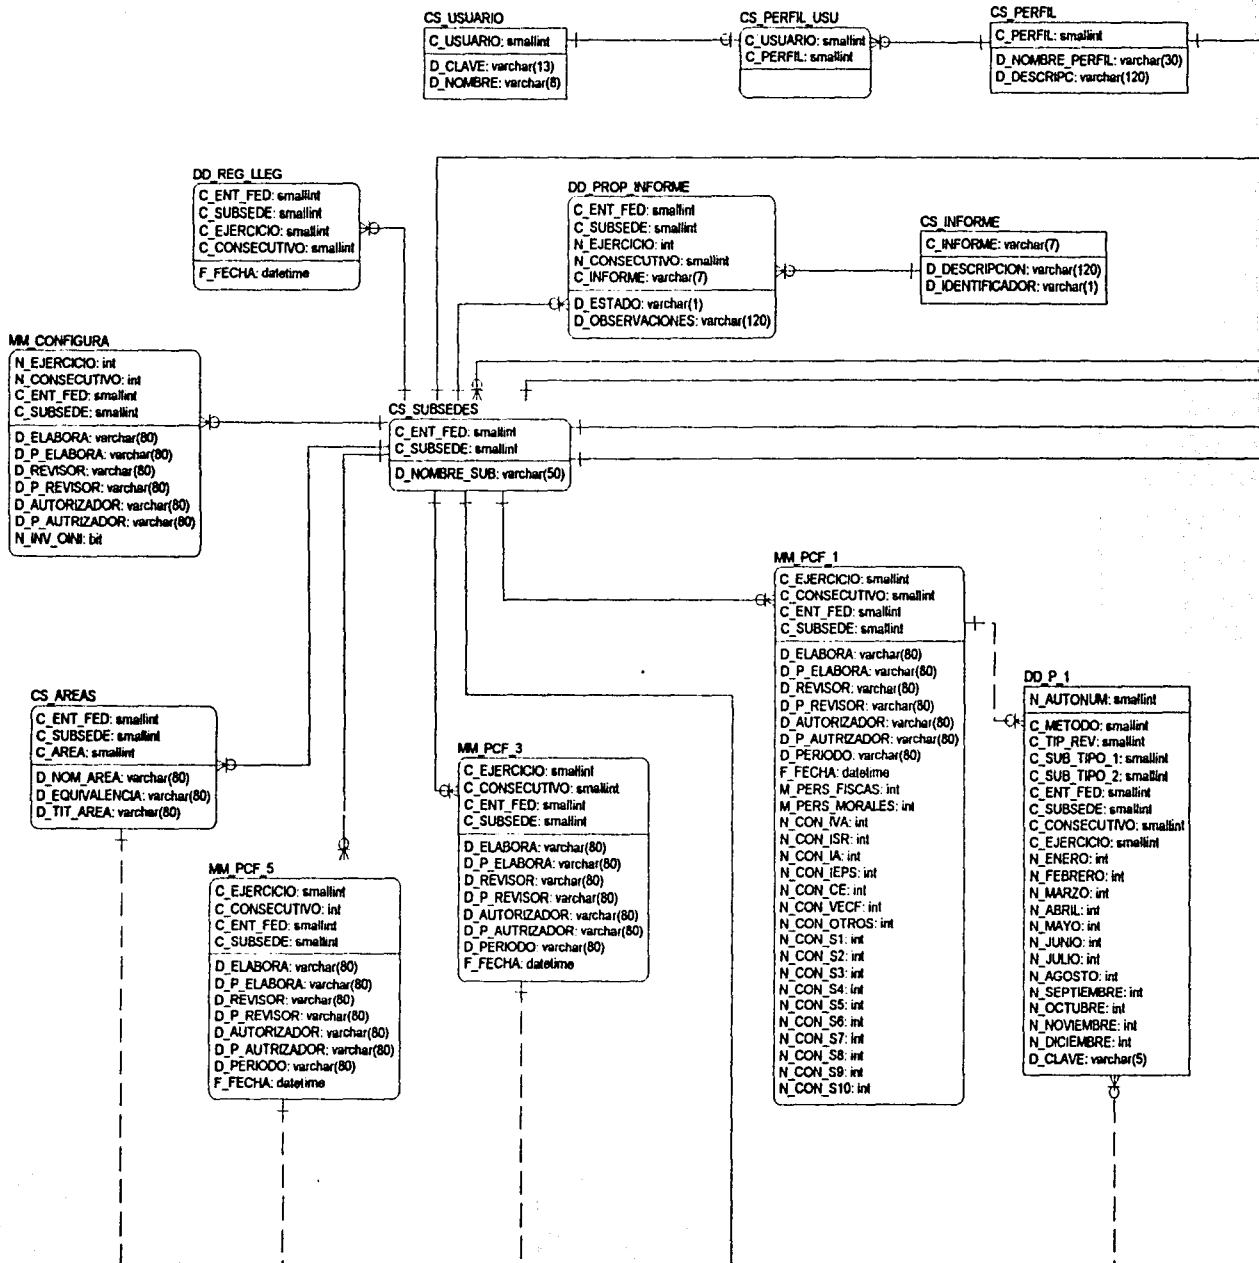 CS_USUARIO
C_USUARIO: smallint
D_CLAVE: varchar(13)
D_NOMBRE: varchar(8)
CS_PERFIL_USU
C_USUARIO: smallint
C_PERFIL: smallint
CS_PERFIL
C_PERFIL: smallint
D_NOMBRE_PERFIL: varchar(30)
D_DESCRIPC: varchar(120)
DD_REG_LLEG
C_ENT_FED: smallint
C_SUBSEDE: smallint
C_EJERCICIO: smallint
C_CONSECUTIVO: smallint
F_FECHA: datetime
DD_PROP_INFORME
C_ENT_FED: smallint
C_SUBSEDE: smallint
N_EJERCICIO: int
N_CONSECUTIVO: smallint
C_INFORME: varchar(7)
D_ESTADO: varchar(1)
D_OBSERVACIONES: varchar(120)
CS_INFORME
C_INFORME: varchar(7)
D_DESCRIPCION: varchar(120)
D_IDENTIFICADOR: varchar(1)
MM_CONFIGURA
N_EJERCICIO: int
N_CONSECUTIVO: int
C_ENT_FED: smallint
C_SUBSEDE: smallint
D_ELABORA: varchar(80)
D_P_ELABORA: varchar(80)
D_REVISOR: varchar(80)
D_P_REVISOR: varchar(80)
D_AUTORIZADOR: varchar(80)
D_P_AUTRIZADOR: varchar(80)
N_INV_OINI: bit
CS_SUBSEDES
C_ENT_FED: smallint
C_SUBSEDE: smallint
D_NOMBRE_SUB: varchar(50)
MM_PCF_1
C_EJERCICIO: smallint
C_CONSECUTIVO: smallint
C_ENT_FED: smallint
C_SUBSEDE: smallint
D_ELABORA: varchar(80)
D_P_ELABORA: varchar(80)
D_REVISOR: varchar(80)
D_P_REVISOR: varchar(80)
D_AUTORIZADOR: varchar(80)
D_P_AUTRIZADOR: varchar(80)
D_PERIODO: varchar(80)
F_FECHA: datetime
M_PERS_FISCAS: int
M_PERS_MORALES: int
N_CON_IVA: int
N_CON_ISR: int
N_CON_IA: int
N_CON_IEPS: int
N_CON_CE: int
N_CON_VECF: int
N_CON_OTROS: int
N_CON_S1: int
N_CON_S2: int
N_CON_S3: int
N_CON_S4: int
N_CON_S5: int
N_CON_S6: int
N_CON_S7: int
N_CON_S8: int
N_CON_S9: int
N_CON_S10: int
DD_P_1
N_AUTONUM: smallint
C_METODO: smallint
C_TIP_REV: smallint
C_SUB_TIPO_1: smallint
C_SUB_TIPO_2: smallint
C_ENT_FED: smallint
C_SUBSEDE: smallint
C_CONSECUTIVO: smallint
C_EJERCICIO: smallint
N_ENERO: int
N_FEBRERO: int
N_MARZO: int
N_ABRIL: int
N_MAYO: int
N_JUNIO: int
N_JULIO: int
N_AGOSTO: int
N_SEPTIEMBRE: int
N_OCTUBRE: int
N_NOVIEMBRE: int
N_DICIEMBRE: int
D_CLAVE: varchar(5)
CS_AREAS
C_ENT_FED: smallint
C_SUBSEDE: smallint
C_AREA: smallint
D_NOM_AREA: varchar(80)
D_EQUIVALENCIA: varchar(80)
D_TIT_AREA: varchar(80)
MM_PCF_3
C_EJERCICIO: smallint
C_CONSECUTIVO: smallint
C_ENT_FED: smallint
C_SUBSEDE: smallint
D_ELABORA: varchar(80)
D_P_ELABORA: varchar(80)
D_REVISOR: varchar(80)
D_P_REVISOR: varchar(80)
D_AUTORIZADOR: varchar(80)
D_P_AUTRIZADOR: varchar(80)
D_PERIODO: varchar(80)
F_FECHA: datetime
MM_PCF_5
C_EJERCICIO: smallint
C_CONSECUTIVO: int
C_ENT_FED: smallint
C_SUBSEDE: smallint
D_ELABORA: varchar(80)
D_P_ELABORA: varchar(80)
D_REVISOR: varchar(80)
D_P_REVISOR: varchar(80)
D_AUTORIZADOR: varchar(80)
D_P_AUTRIZADOR: varchar(80)
D_PERIODO: varchar(80)
F_FECHA: datetime